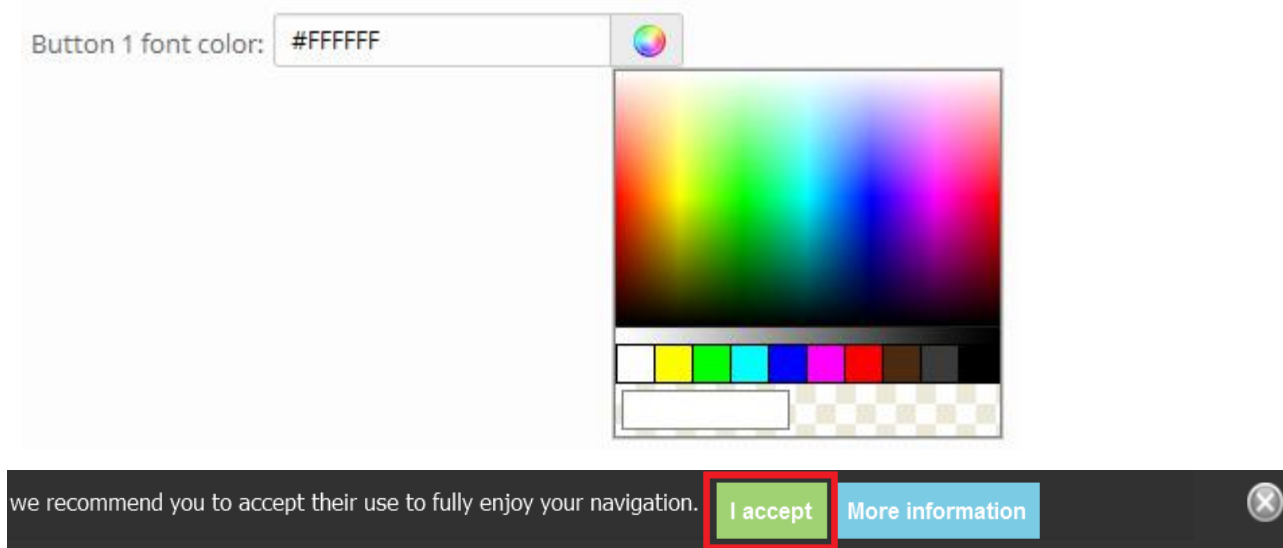 Button 1 font color: #FFFFFF
we recommend you to accept their use to fully enjoy your navigation. I accept More information